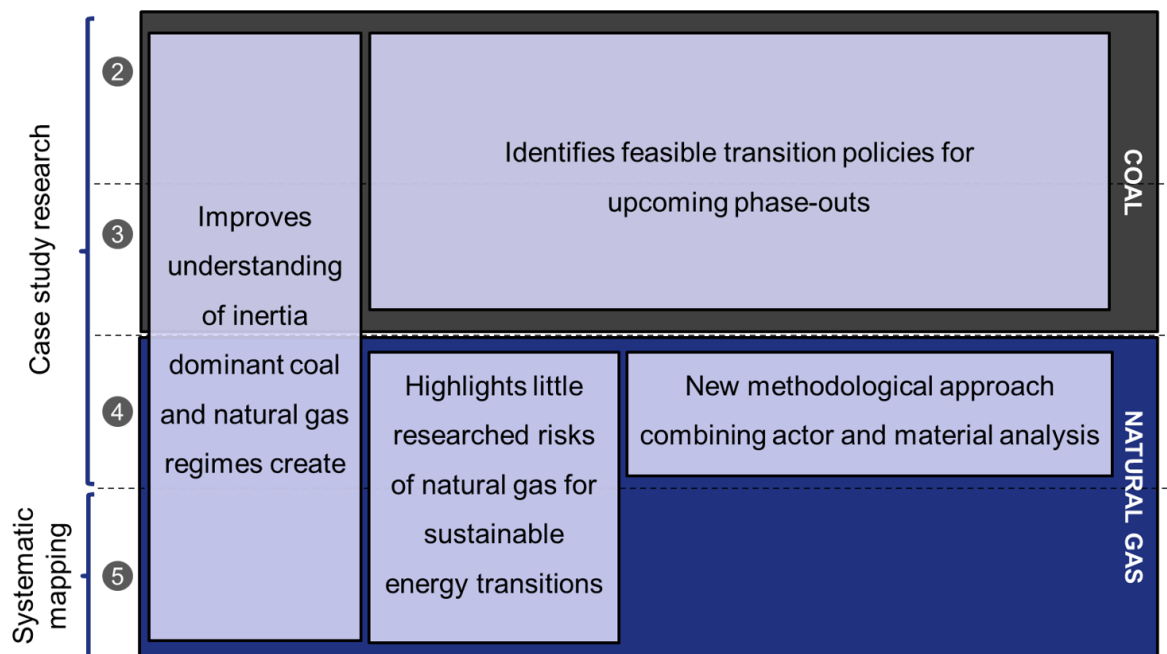 Case study research
Systematic
mapping
2
3
4
5
Improves
understanding
of inertia
dominant coal
and natural gas
regimes create
Identifies feasible transition policies for
upcoming phase-outs
COAL
Highlights little
researched risks
of natural gas for
sustainable
energy transitions
New methodological approach
combining actor and material analysis
NATURAL GAS